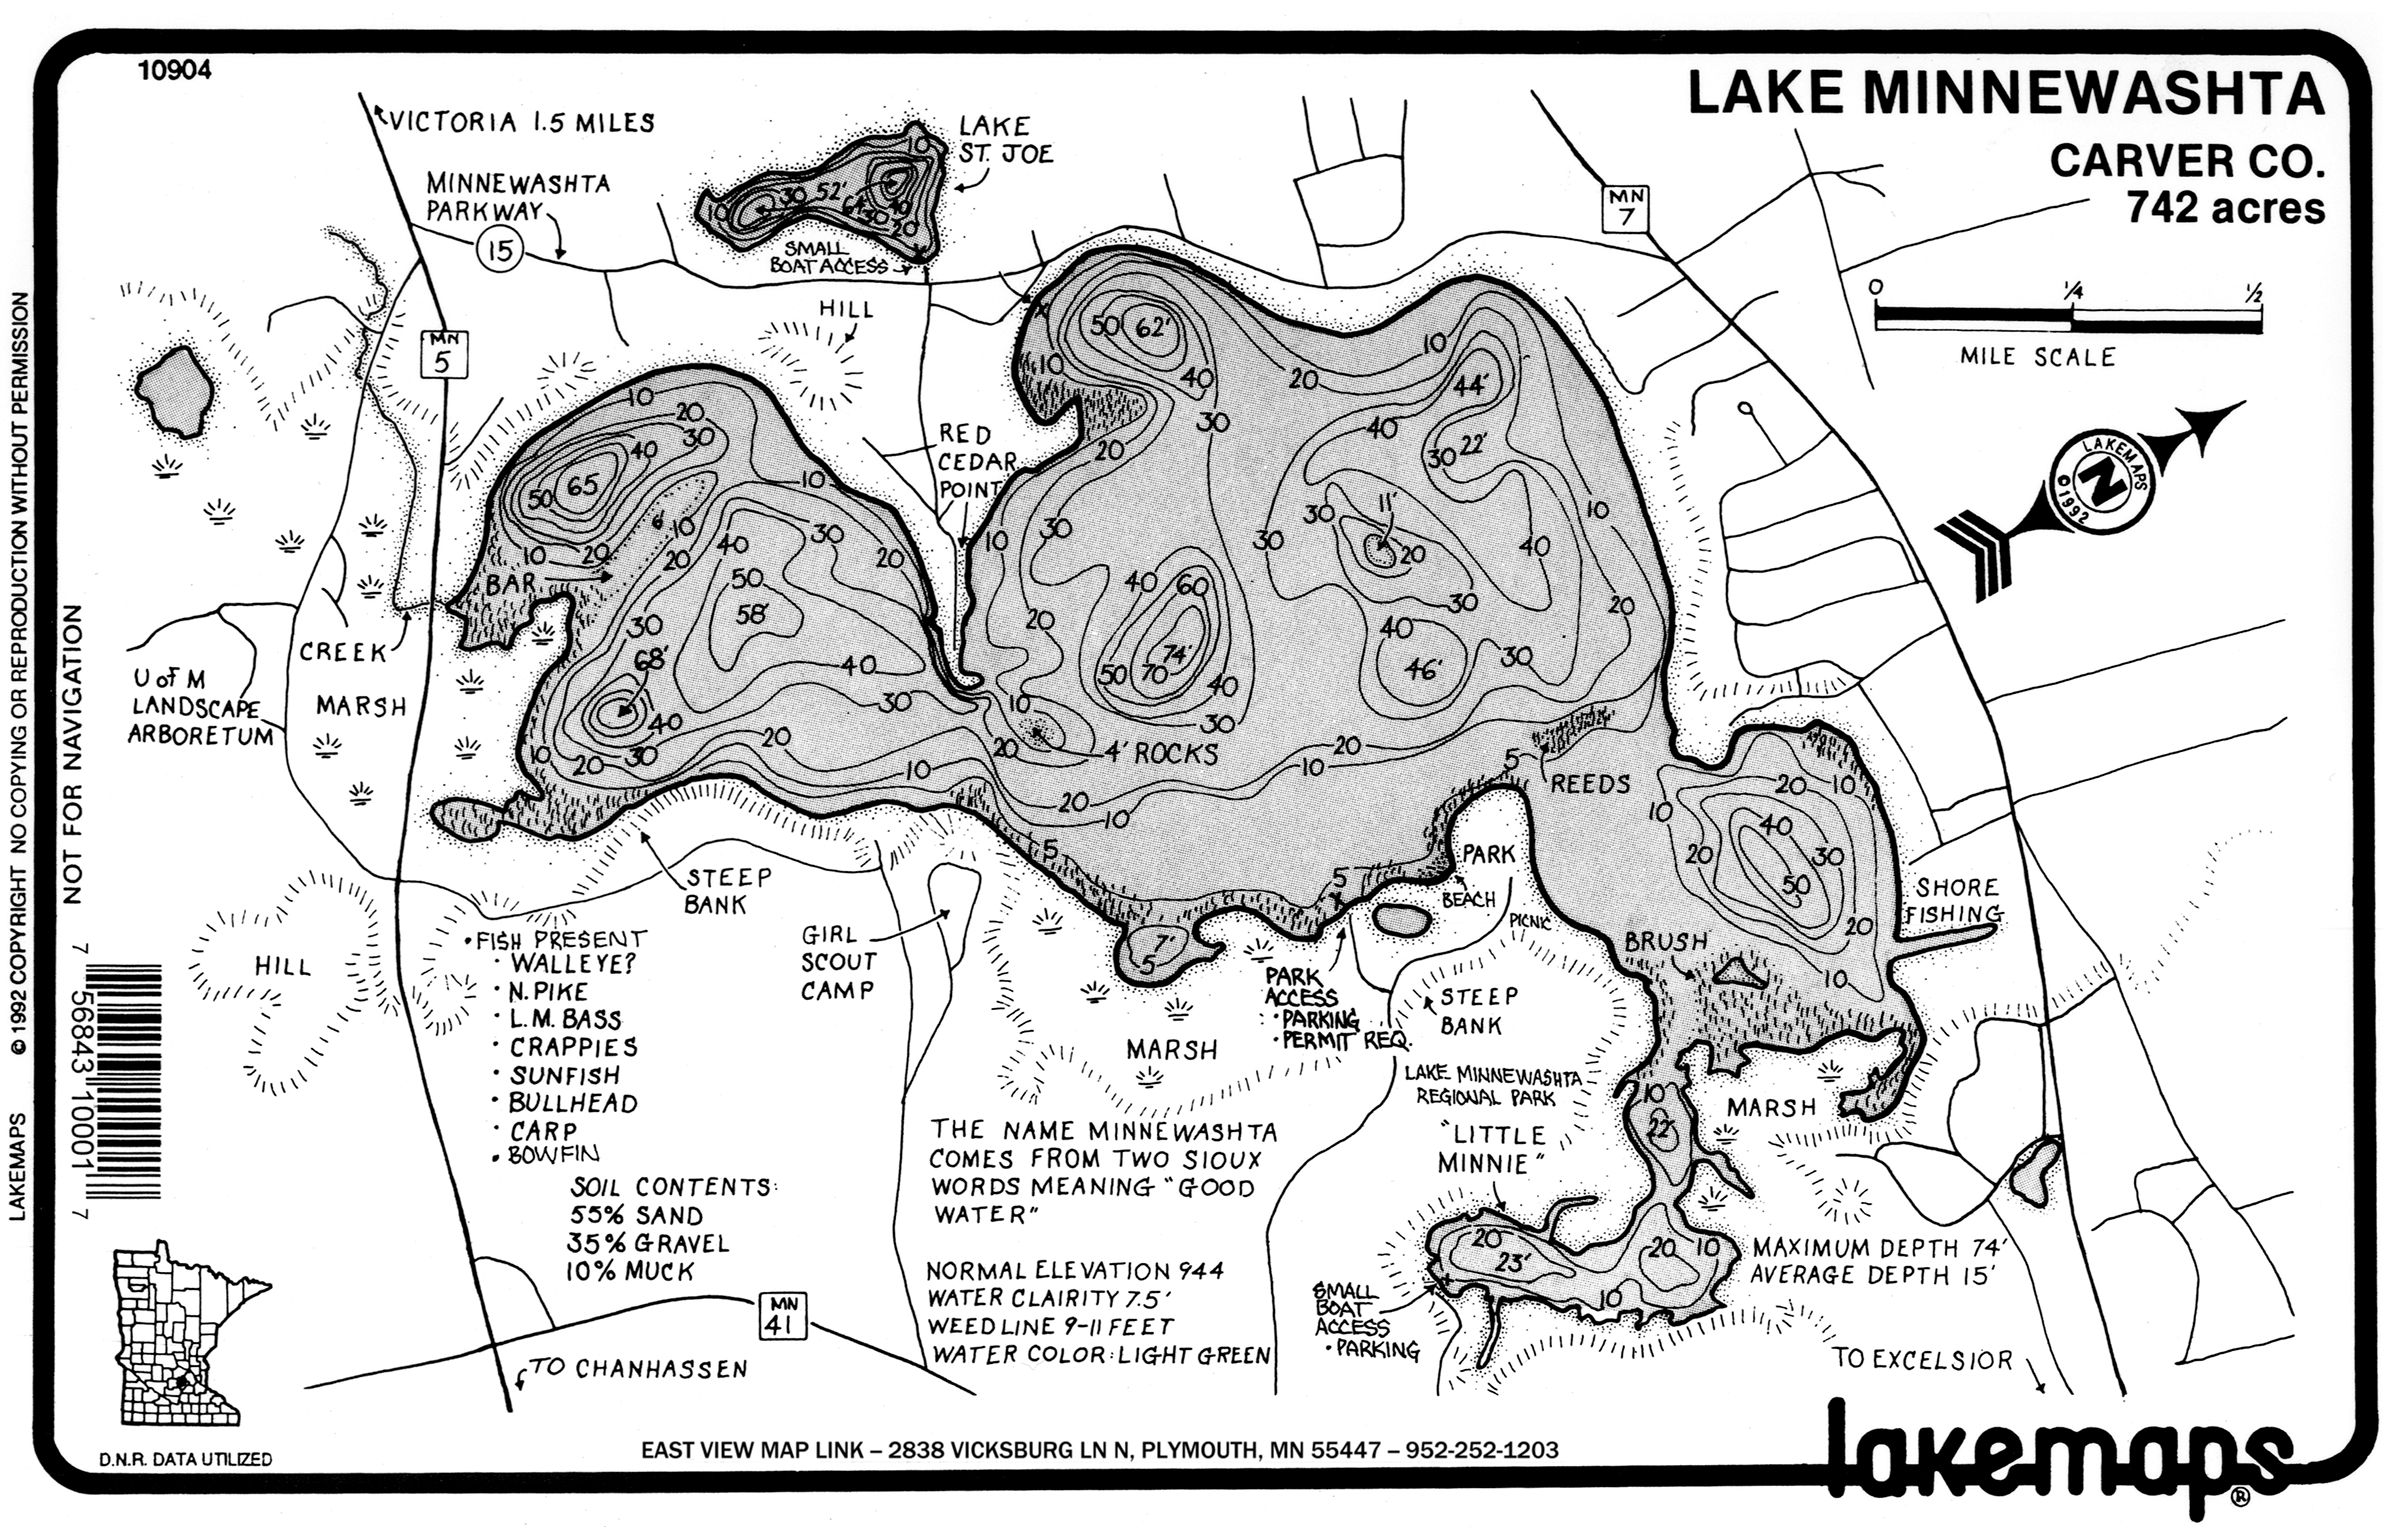 10904
LAKE MINNEWASHTA
CARVER CO.
742 acres
VICTORIA 1.5 MILES
MINNEWASHTA
PARKWAY
15
MN
5
LAKE
ST. JOE
10
10
30
52'
40
30
20
SMALL
BOAT ACCESS
HILL
MN
7
0
1/4
1/2
MILE SCALE
LAKEMAPS
N
©1992
RED
CEDAR
POINT
50
62'
10
40
20
10
44'
30
40
30
22'
20
10
11'
30
20
30
30
40
10
30
40
60
20
20
40
30
46'
30
50
70
74'
40
30
10
20
4' ROCKS
20
10
5
REEDS
20
10
5
10
20
40
30
65
50
10
20
6
10
20
BAR
10
30
20
40
50
58'
30
68'
40
40
30
30
20
10
20
10
CREEK
MARSH
U of M
LANDSCAPE
ARBORETUM
STEEP
BANK
HILL
GIRL
SCOUT
CAMP
7'
5
5
PARK
BEACH
PICNIC
PARK
ACCESS
• PARKING
• PERMIT REQ.
STEEP
BANK
MARSH
10
20
10
20
40
30
50
20
10
SHORE
FISHING
BRUSH
MARSH
LAKE MINNEWASHTA
REGIONAL PARK
"LITTLE
MINNIE"
10
22'
20
23'
20
10
10
SMALL
BOAT
ACCESS
• PARKING
MAXIMUM DEPTH 74'
AVERAGE DEPTH 15'
TO EXCELSIOR
• FISH PRESENT
• WALLEYE?
• N. PIKE
• L.M. BASS
• CRAPPIES
• SUNFISH
• BULLHEAD
• CARP
• BOWFIN
SOIL CONTENTS:
55% SAND
35% GRAVEL
10% MUCK
THE NAME MINNEWASHTA
COMES FROM TWO SIOUX
WORDS MEANING "GOOD
WATER"
NORMAL ELEVATION 944
WATER CLAIRITY 7.5'
WEEDLINE 9-11 FEET
WATER COLOR: LIGHT GREEN
MN
41
TO CHANHASSEN
D.N.R. DATA UTILIZED
EAST VIEW MAP LINK – 2838 VICKSBURG LN N, PLYMOUTH, MN 55447 – 952-252-1203
lakemaps®
LAKEMAPS © 1992 COPYRIGHT NO COPYING OR REPRODUCTION WITHOUT PERMISSION
NOT FOR NAVIGATION
7 56843 10001 7